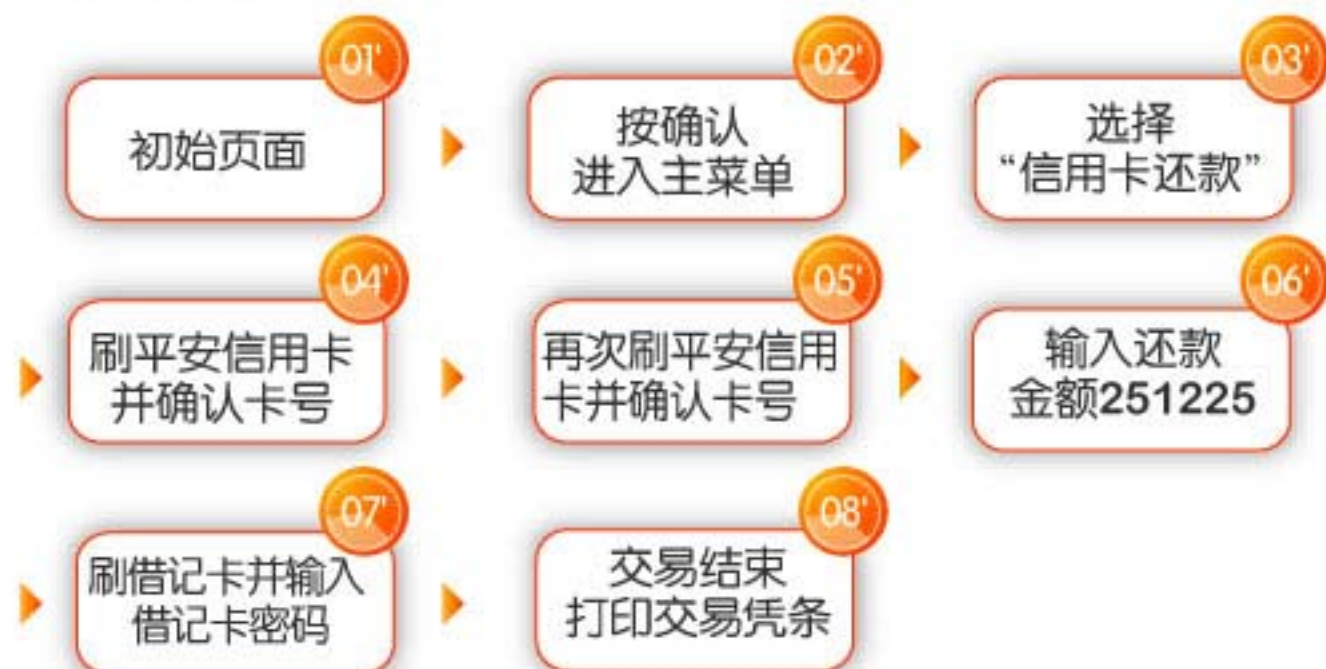 01'
初始页面
02'
按确认
进入主菜单
03'
选择
“信用卡还款”
04'
刷平安信用卡
并确认卡号
05'
再次刷平安信用
卡并确认卡号
06'
输入还款
金额251225
07'
刷借记卡并输入
借记卡密码
08'
交易结束
打印交易凭条